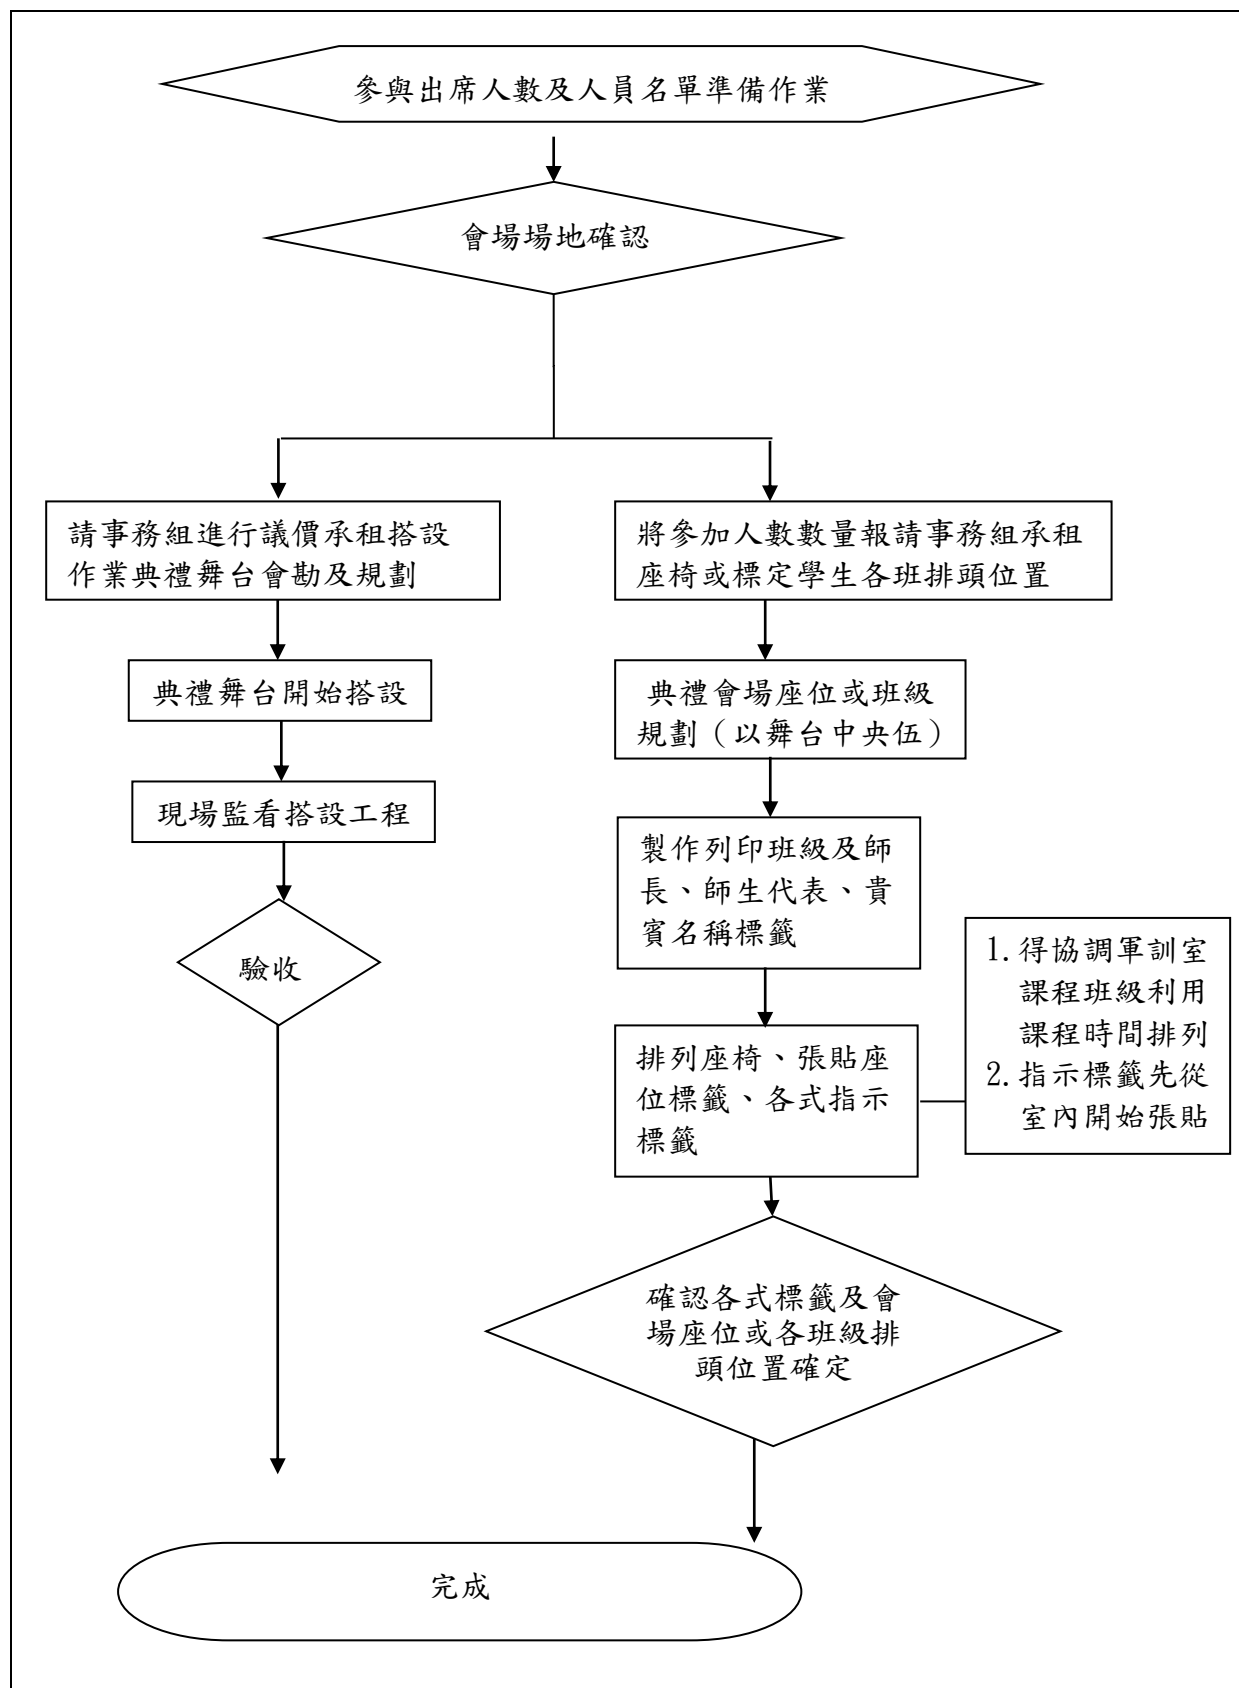 參與出席人數及人員名單準備作業
會場場地確認
請事務組進行議價承租搭設
作業典禮舞台會勘及規劃
典禮舞台開始搭設
現場監看搭設工程
驗收
將參加人數數量報請事務組承租
座椅或標定學生各班排頭位置
典禮會場座位或班級
規劃（以舞台中央伍）
製作列印班級及師
長、師生代表、貴
賓名稱標籤
排列座椅、張貼座
位標籤、各式指示
標籤
1.得協調軍訓室
課程班級利用
課程時間排列
2.指示標籤先從
室內開始張貼
確認各式標籤及會
場座位或各班級排
頭位置確定
完成